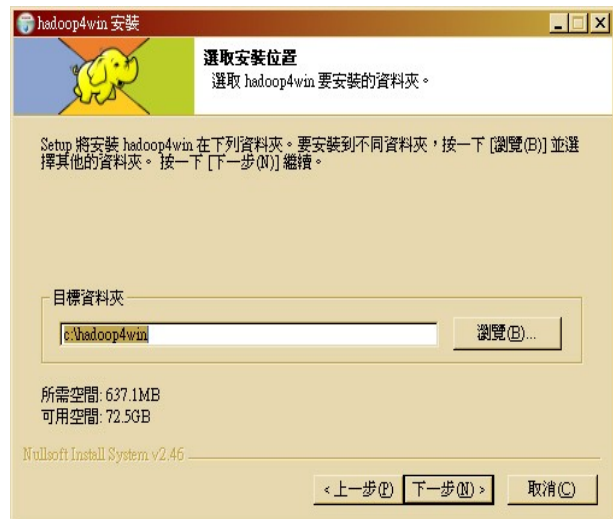 hadoop4win 安裝
選取安裝位置
選取 hadoop4win 要安裝的資料夾。
Setup 將安裝 hadoop4win 在下列資料夾。要安裝到不同資料夾，按一下 [瀏覽(B)] 並選
擇其他的資料夾。 按一下 [下一步(N)] 繼續。
目標資料夾
c:\hadoop4win
瀏覽(B)...
所需空間: 637.1MB
可用空間: 72.5GB
Nullsoft Install System v2.46
< 上一步(P) 下一步(N) > 取消(C)